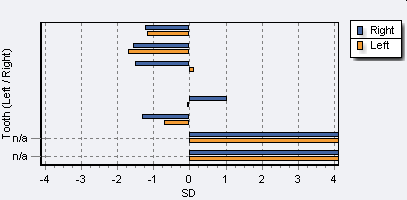 Right
Left
Tooth (Left / Right)
n/a
n/a
-4 -3 -2 -1 0 1 2 3 4
SD